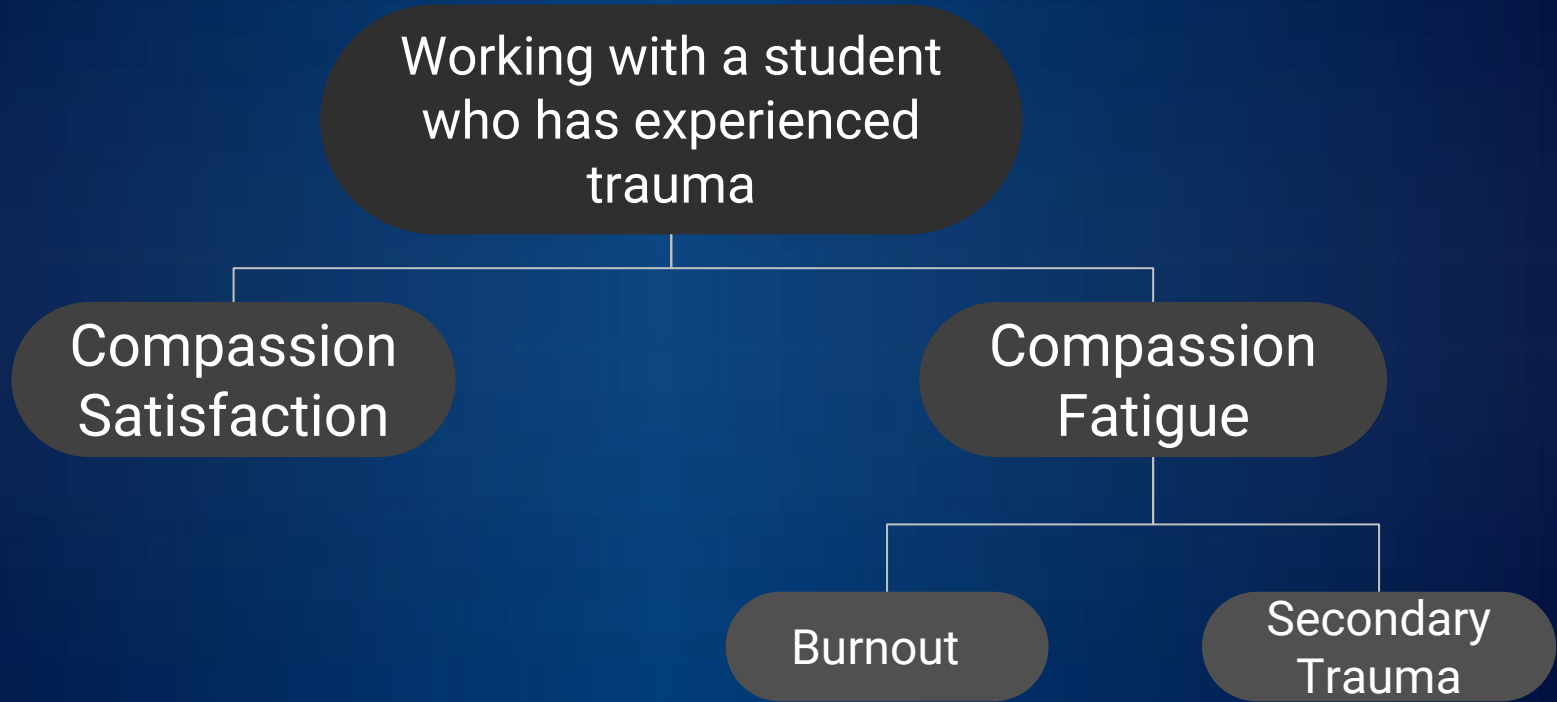 Working with a student
who has experienced
trauma
Compassion
Satisfaction
Compassion
Fatigue
Burnout
Secondary
Trauma